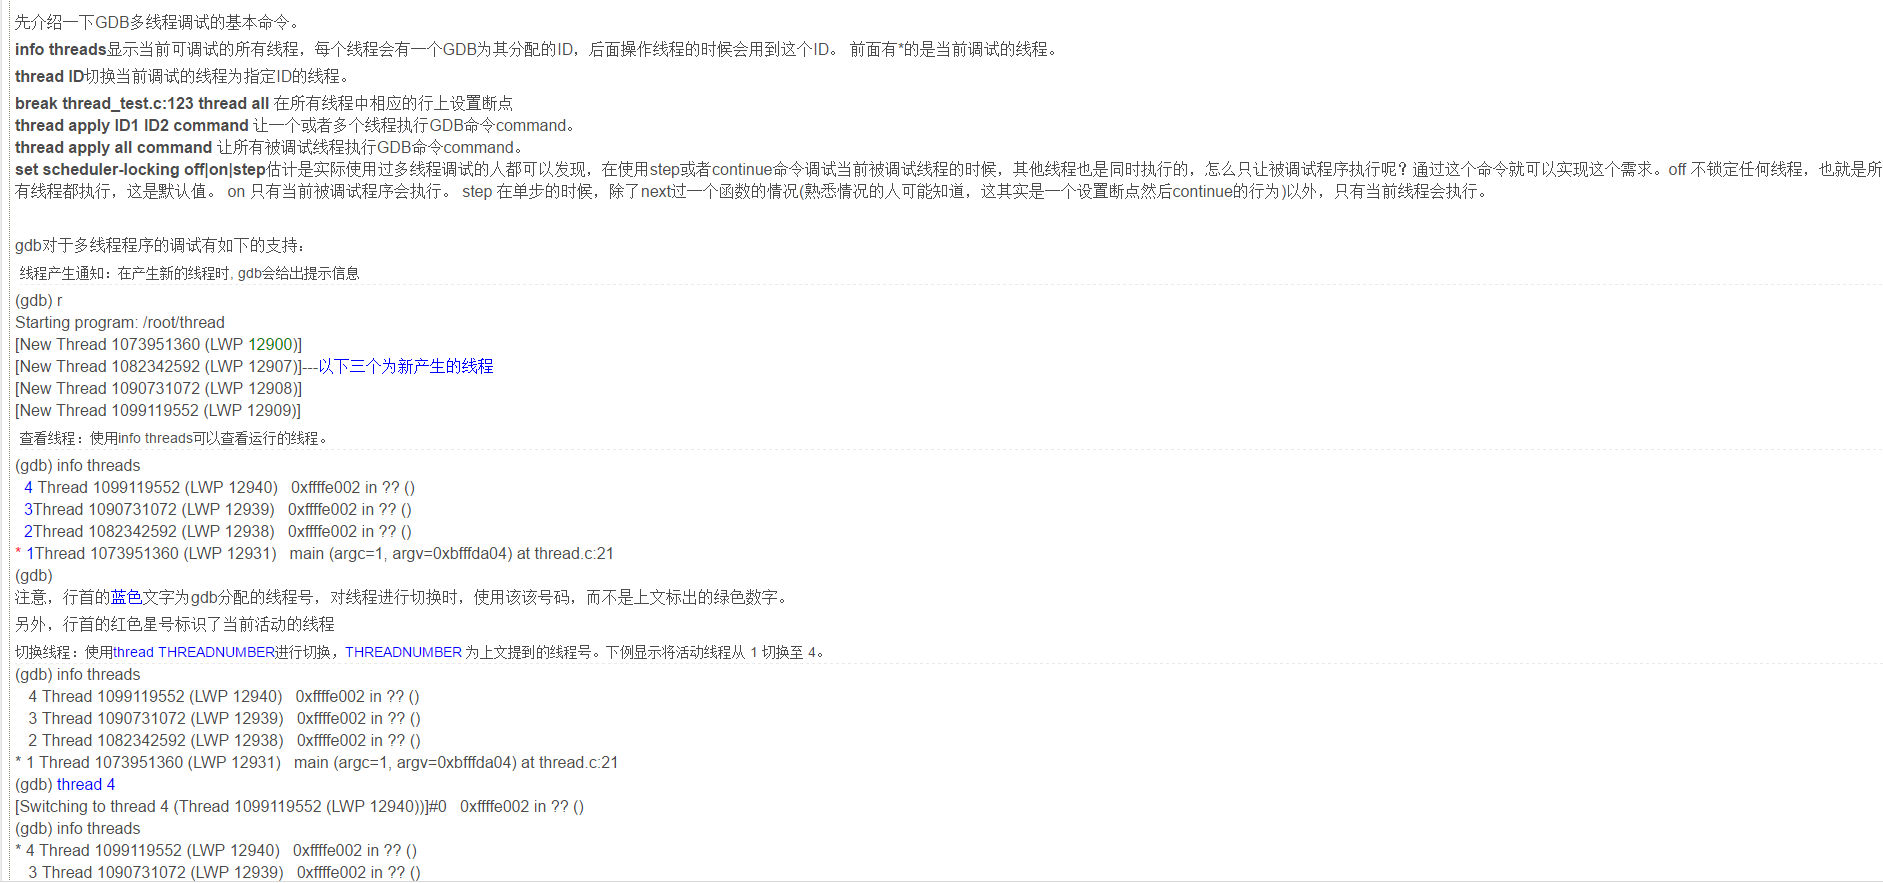 先介绍一下GDB多线程调试的基本命令。
info threads显示当前可调试的所有线程，每个线程会有一个GDB为其分配的ID，后面操作线程的时候会用到这个ID。 前面有*的是当前调试的线程。
thread ID切换当前调试的线程为指定ID的线程。
break thread_test.c:123 thread all 在所有线程中相应的行上设置断点
thread apply ID1 ID2 command 让一个或者多个线程执行GDB命令command。
thread apply all command 让所有被调试线程执行GDB命令command。
set scheduler-locking off|on|step估计是实际使用过多线程调试的人都可以发现，在使用step或者continue命令调试当前被调试线程的时候，其他线程也是同时执行的，怎么只让被调试程序执行呢？通过这个命令就可以实现这个需求。off 不锁定任何线程，也就是所
有线程都执行，这是默认值。 on 只有当前被调试程序会执行。 step 在单步的时候，除了next过一个函数的情况(熟悉情况的人可能知道，这其实是一个设置断点然后continue的行为)以外，只有当前线程会执行。
gdb对于多线程程序的调试有如下的支持：
线程产生通知：在产生新的线程时, gdb会给出提示信息
(gdb) r
Starting program: /root/thread
[New Thread 1073951360 (LWP 12900)]
[New Thread 1082342592 (LWP 12907)]---以下三个为新产生的线程
[New Thread 1090731072 (LWP 12908)]
[New Thread 1099119552 (LWP 12909)]
查看线程：使用info threads可以查看运行的线程。
(gdb) info threads
4 Thread 1099119552 (LWP 12940)   0xffffe002 in ?? ()
3Thread 1090731072 (LWP 12939)   0xffffe002 in ?? ()
2Thread 1082342592 (LWP 12938)   0xffffe002 in ?? ()
* 1Thread 1073951360 (LWP 12931)   main (argc=1, argv=0xbfffda04) at thread.c:21
(gdb)
注意，行首的蓝色文字为gdb分配的线程号，对线程进行切换时，使用该该号码，而不是上文标出的绿色数字。
另外，行首的红色星号标识了当前活动的线程
切换线程：使用thread THREADNUMBER进行切换，THREADNUMBER 为上文提到的线程号。下例显示将活动线程从 1 切换至 4。
(gdb) info threads
4 Thread 1099119552 (LWP 12940)   0xffffe002 in ?? ()
3 Thread 1090731072 (LWP 12939)   0xffffe002 in ?? ()
2 Thread 1082342592 (LWP 12938)   0xffffe002 in ?? ()
* 1 Thread 1073951360 (LWP 12931)   main (argc=1, argv=0xbfffda04) at thread.c:21
(gdb) thread 4
[Switching to thread 4 (Thread 1099119552 (LWP 12940))]#0   0xffffe002 in ?? ()
(gdb) info threads
* 4 Thread 1099119552 (LWP 12940)   0xffffe002 in ?? ()
3 Thread 1090731072 (LWP 12939)   0xffffe002 in ?? ()